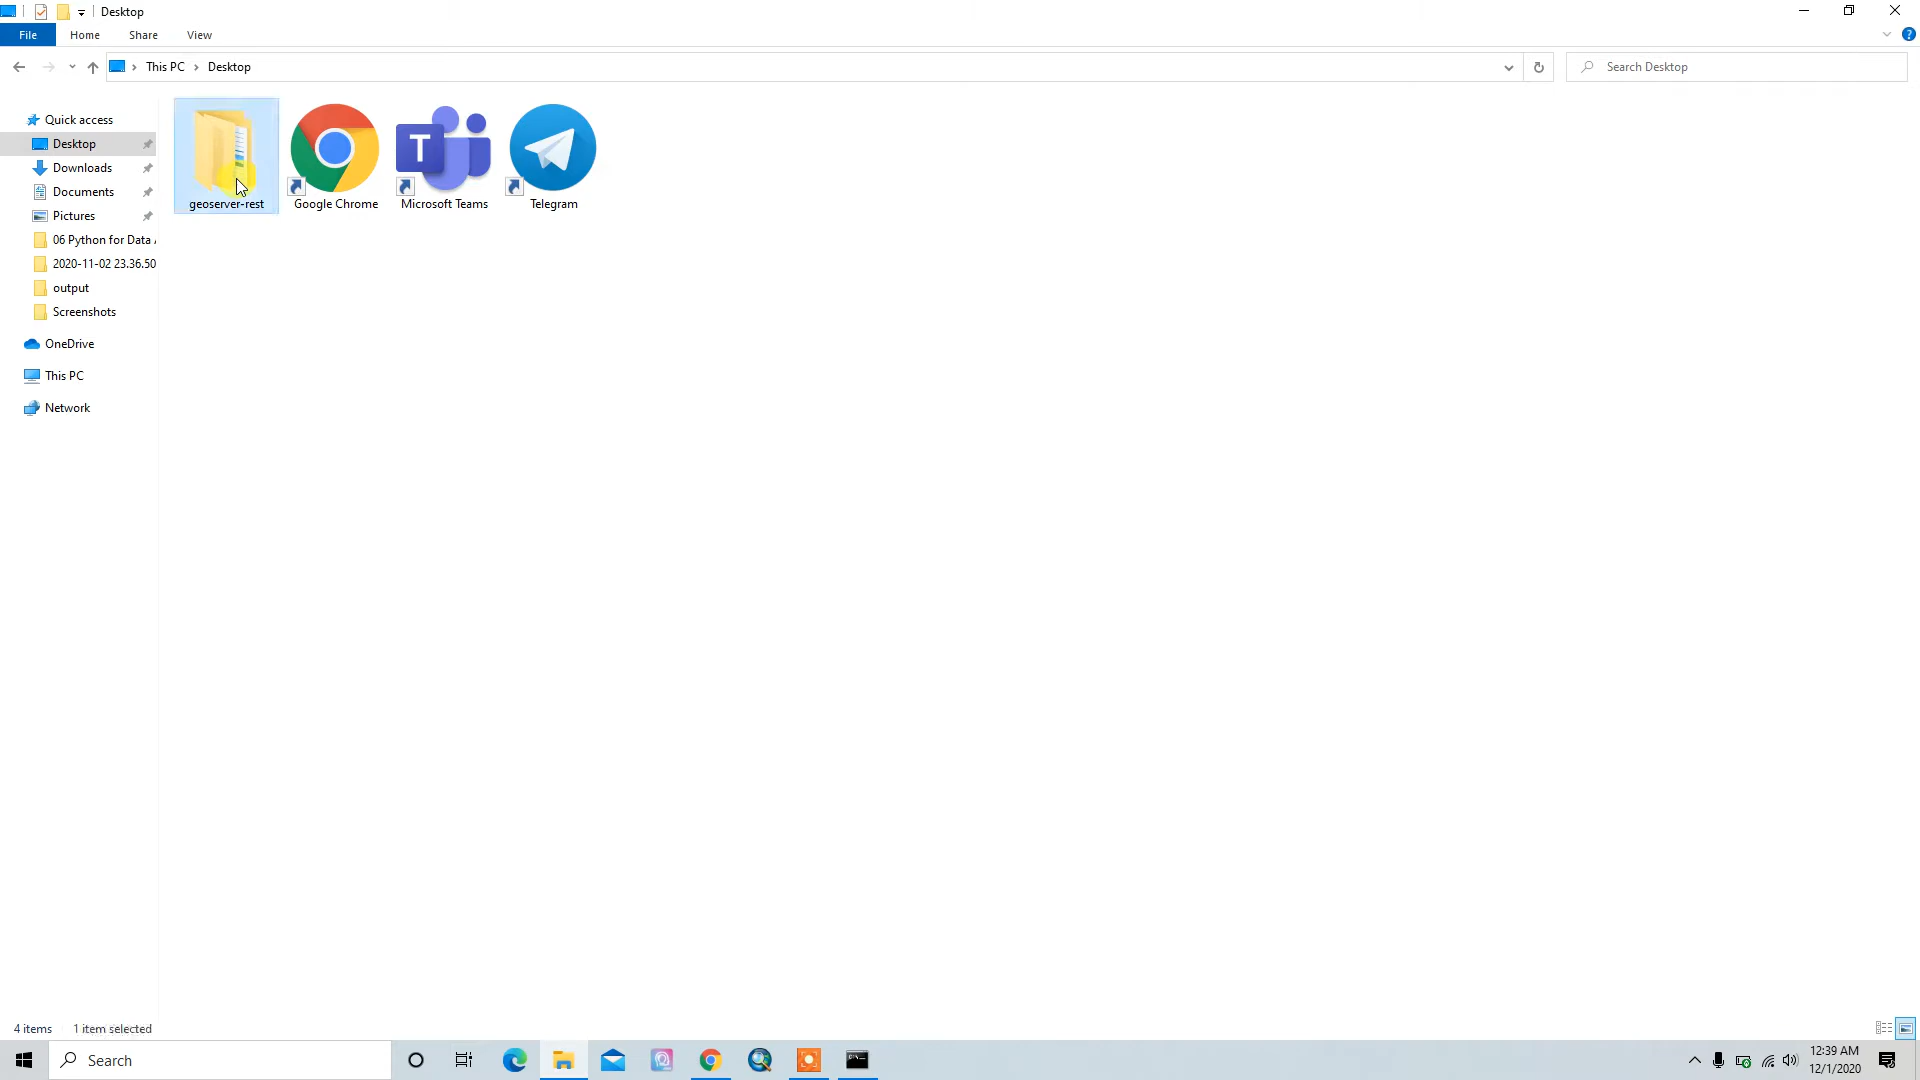 Desktop
File Home Share View
This PC Desktop
Search Desktop
Quick access
Desktop
Downloads
Documents
Pictures
06 Python for Data
2020-11-02 23.36.50
output
Screenshots
OneDrive
This PC
Network
geoserver-rest
T
Google Chrome
Microsoft Teams
Telegram
4 items 1 item selected
Search
12:39 AM
12/1/2020